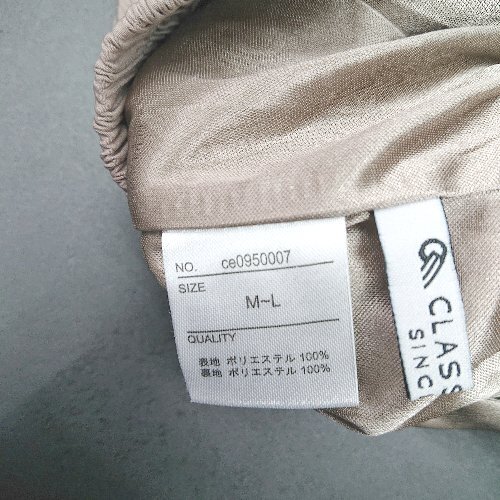 NO. ce0950007
SIZE
M~L
QUALITY
表地 ポリエステル 100%
裏地 ポリエステル 100%
CLASS
SINC